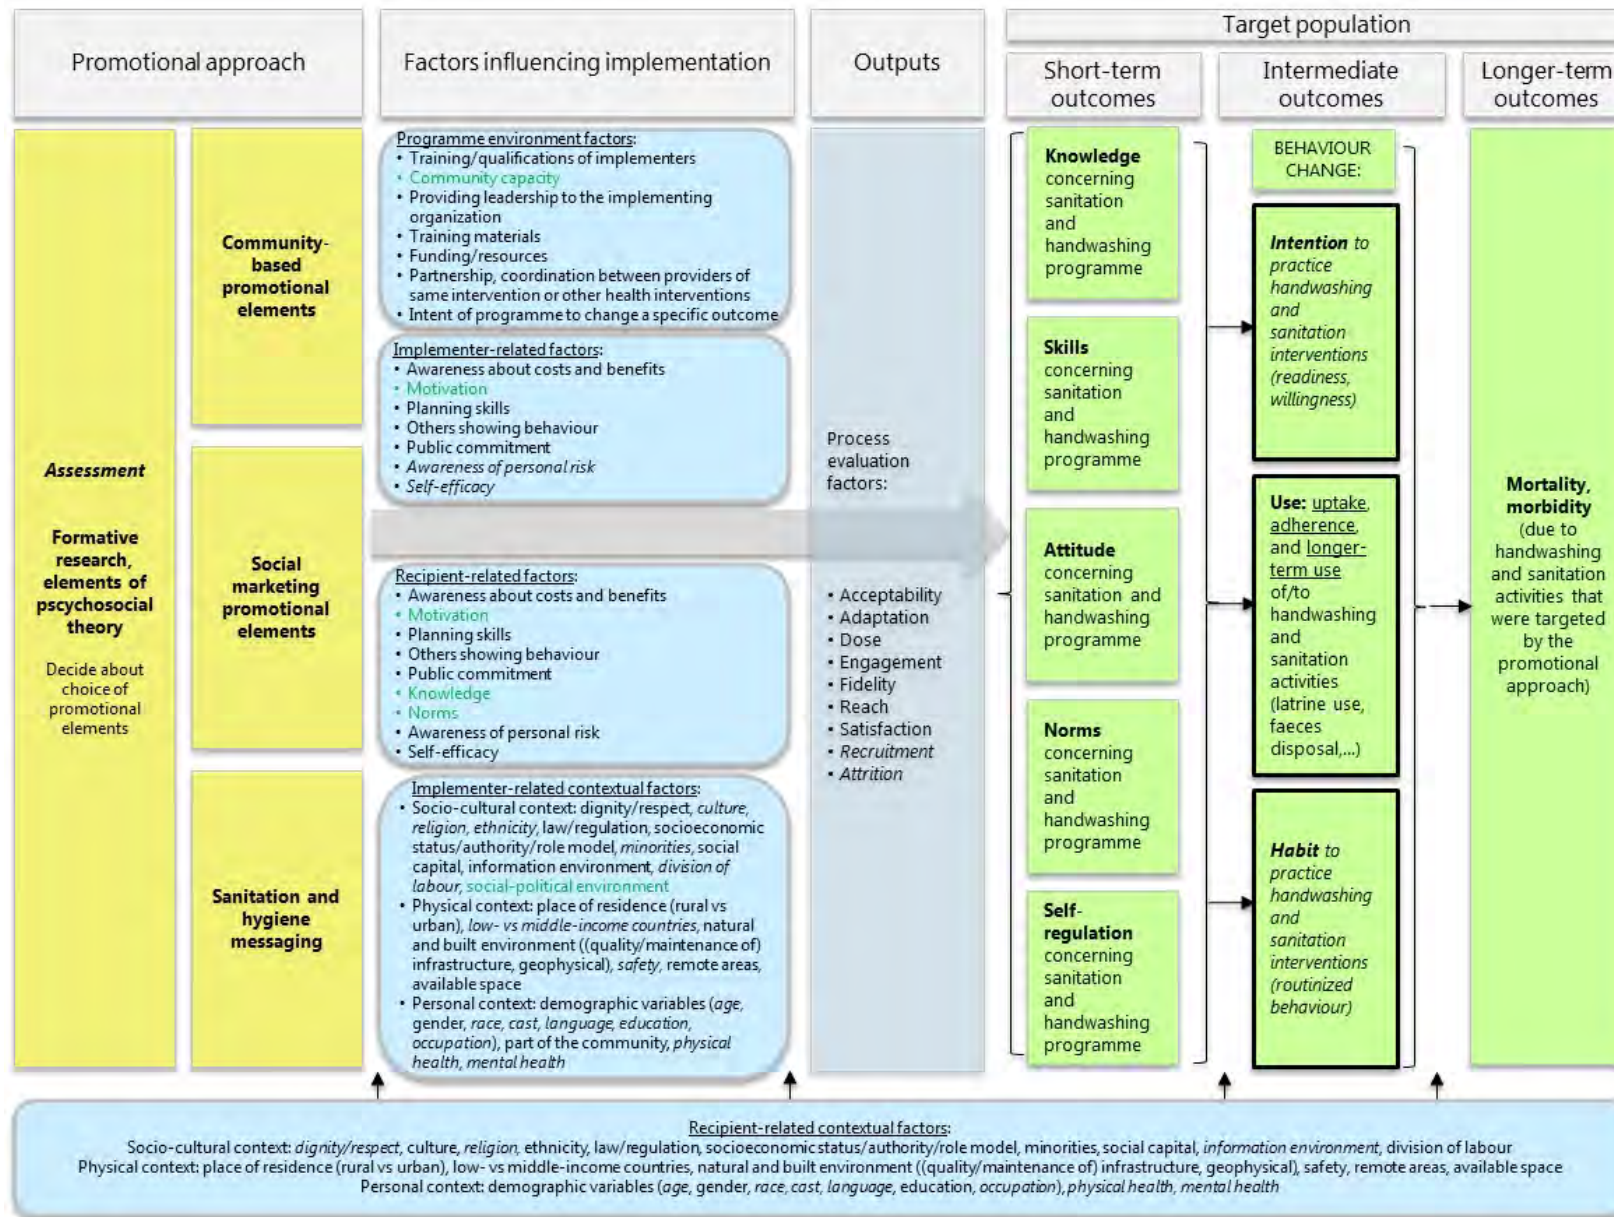 Promotional approach
Factors influencing implementation
Outputs
Target population
Short-term
outcomes
Intermediate
outcomes
Longer-term
outcomes
Assessment
Formative
research,
elements of
pscychosocial
theory
Decide about
choice of
promotional
elements
Community-
based
promotional
elements
Social
marketing
promotional
elements
Sanitation and
hygiene
messaging
Programme environment factors:
• Training/qualifications of implementers
• Community capacity
• Providing leadership to the implementing
organization
• Training materials
• Funding/resources
• Partnership, coordination between providers of
same intervention or other health interventions
• Intent of programme to change a specific outcome
Implementer-related factors:
• Awareness about costs and benefits
• Motivation
• Planning skills
• Others showing behaviour
• Public commitment
• Awareness of personal risk
• Self-efficacy
Recipient-related factors:
• Awareness about costs and benefits
• Motivation
• Planning skills
• Others showing behaviour
• Public commitment
• Knowledge
• Norms
• Awareness of personal risk
• Self-efficacy
Implementer-related contextual factors:
• Socio-cultural context: dignity/respect, culture,
religion, ethnicity, law/regulation, socioeconomic
status/authority/role model, minorities, social
capital, information environment, division of
labour, social-political environment
• Physical context: place of residence (rural vs
urban), low- vs middle-income countries, natural
and built environment ((quality/maintenance of)
infrastructure, geophysical), safety, remote areas,
available space
• Personal context: demographic variables (age,
gender, race, cast, language, education,
occupation), part of the community, physical
health, mental health
Process
evaluation
factors:
• Acceptability
• Adaptation
• Dose
• Engagement
• Fidelity
• Reach
• Satisfaction
• Recruitment
• Attrition
Knowledge
concerning
sanitation
and
handwashing
programme
Skills
concerning
sanitation
and
handwashing
programme
Attitude
concerning
sanitation and
handwashing
programme
Norms
concerning
sanitation
and
handwashing
programme
Self-
regulation
concerning
sanitation
and
handwashing
programme
BEHAVIOUR
CHANGE:
Intention to
practice
handwashing
and
sanitation
interventions
(readiness,
willingness)
Use: uptake,
adherence,
and longer-
term use
of/to
handwashing
and
sanitation
activities
(latrine use,
faeces
disposal,...)
Habit to
practice
handwashing
and
sanitation
interventions
(routinized
behaviour)
Mortality,
morbidity
(due to
handwashing
and sanitation
activities that
were targeted
by the
promotional
approach)
Recipient-related contextual factors:
Socio-cultural context: dignity/respect, culture, religion, ethnicity, law/regulation, socioeconomic status/authority/role model, minorities, social capital, information environment, division of labour
Physical context: place of residence (rural vs urban), low- vs middle-income countries, natural and built environment ((quality/maintenance of) infrastructure, geophysical), safety, remote areas, available space
Personal context: demographic variables (age, gender, race, cast, language, education, occupation), physical health, mental health